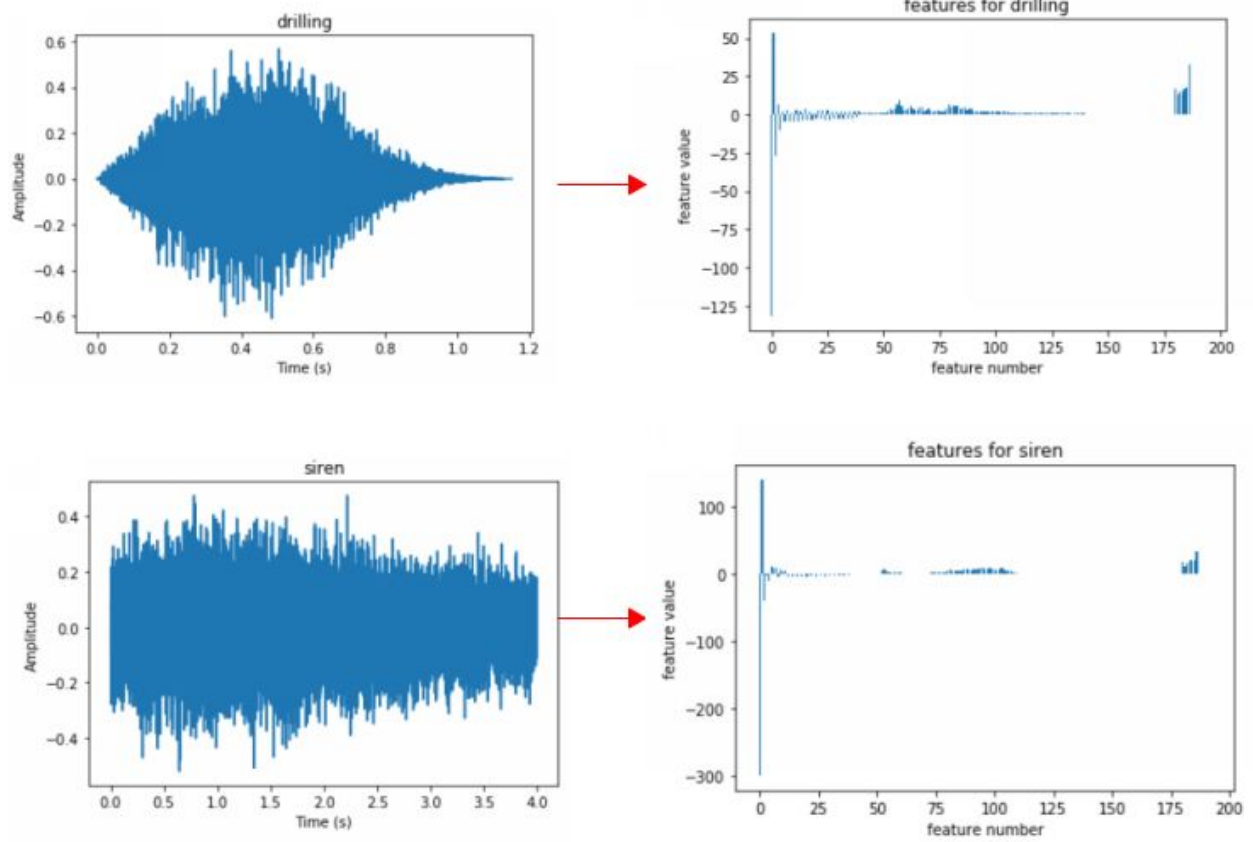 drilling
0.6
0.4
0.2
0.0
−0.2
−0.4
−0.6
Amplitude
0.0 0.2 0.4 0.6 0.8 1.0 1.2
Time (s)
features for drilling
50
25
0
−25
−50
−75
−100
−125
feature value
0 25 50 75 100 125 150 175 200
feature number
siren
0.4
0.2
0.0
−0.2
−0.4
Amplitude
0.0 0.5 1.0 1.5 2.0 2.5 3.0 3.5 4.0
Time (s)
features for siren
100
0
−100
−200
−300
feature value
0 25 50 75 100 125 150 175 200
feature number